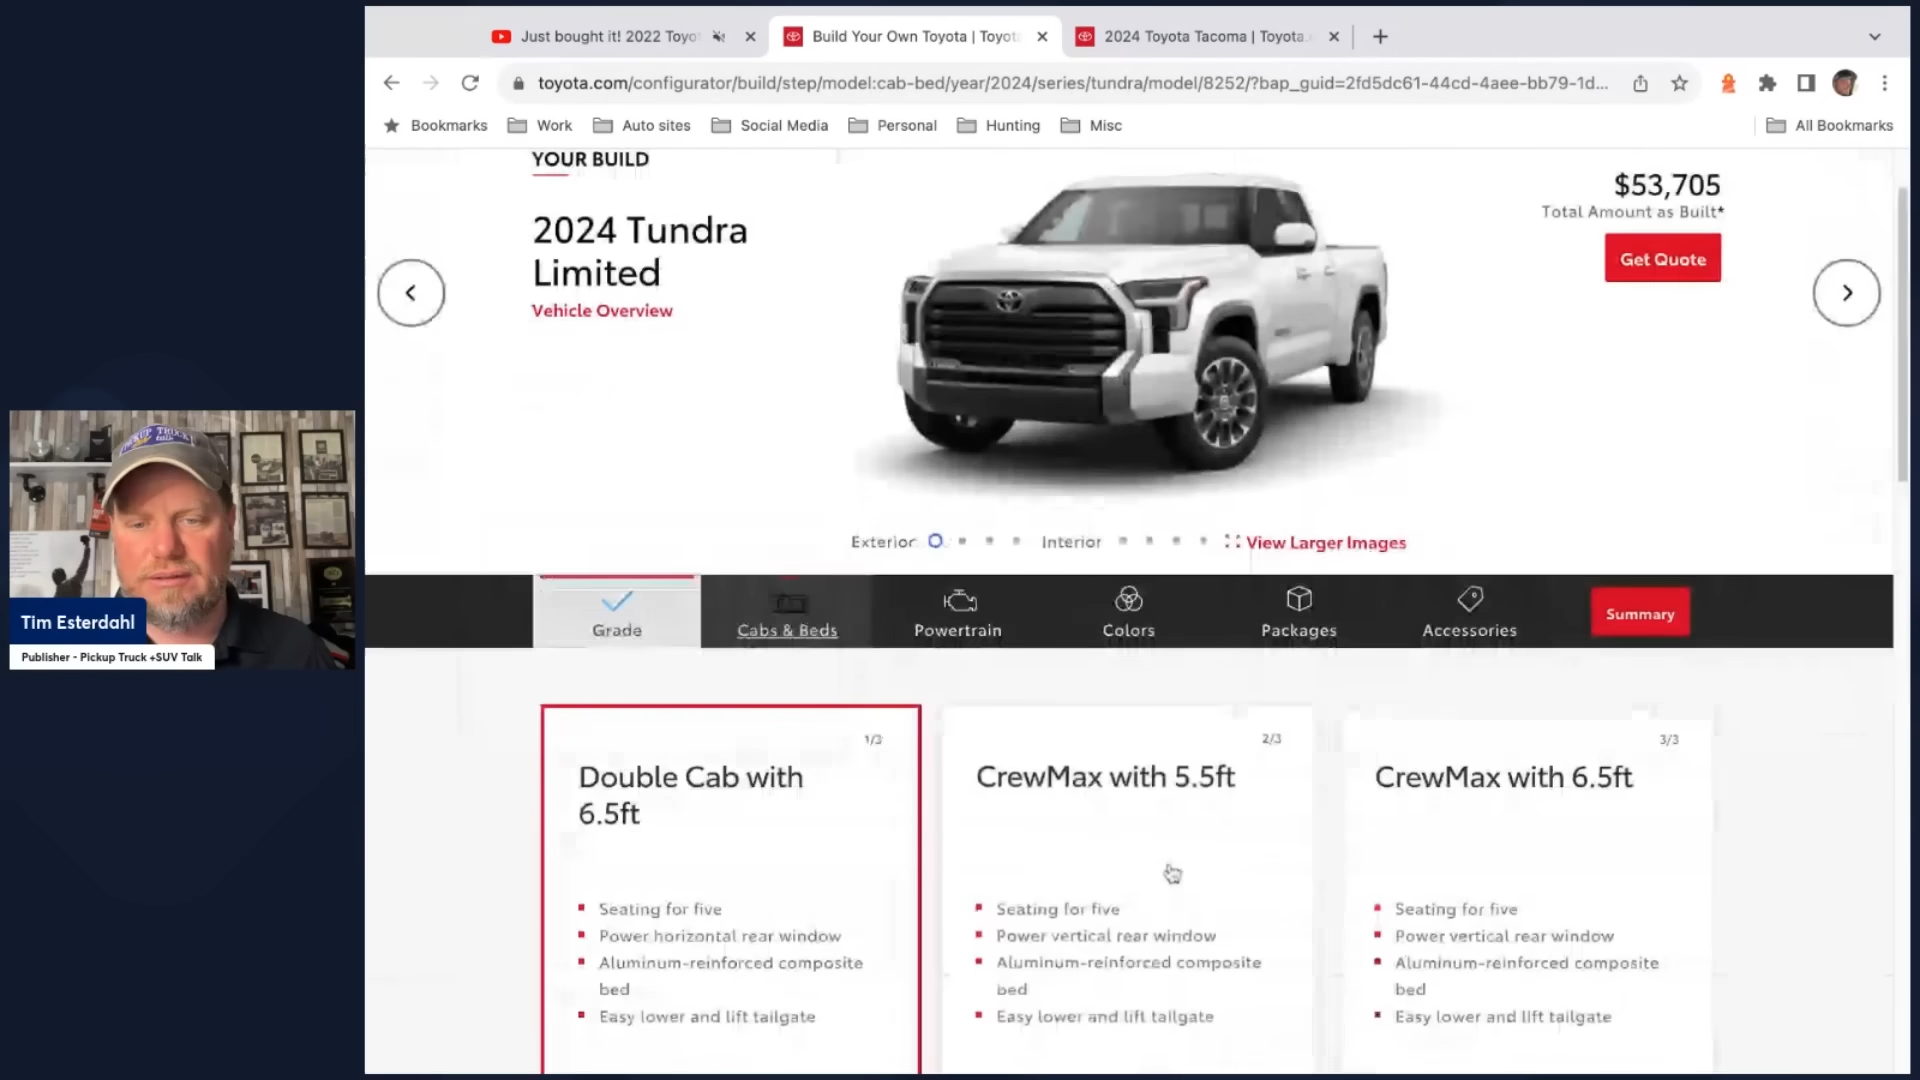 Just bought it! 2022 Toyo
Build Your Own Toyota | Toyot
2024 Toyota Tacoma | Toyota.
toyota.com/configurator/build/step/model:cab-bed/year/2024/series/tundra/model/8252/?bap_guid=2fd5dc61-44cd-4aee-bb79-1d...
Bookmarks
Work
Auto sites
Social Media
Personal
Hunting
Misc
All Bookmarks
YOUR BUILD
2024 Tundra
Limited
Vehicle Overview
$53,705
Total Amount as Built*
Get Quote
Exterior
Interior
View Larger Images
Grade
Cabs & Beds
Powertrain
Colors
Packages
Accessories
Summary
1/3
Double Cab with
6.5ft
Seating for five
Power horizontal rear window
Aluminum-reinforced composite
bed
Easy lower and lift tailgate
2/3
CrewMax with 5.5ft
Seating for five
Power vertical rear window
Aluminum-reinforced composite
bed
Easy lower and lift tailgate
3/3
CrewMax with 6.5ft
Seating for five
Power vertical rear window
Aluminum-reinforced composite
bed
Easy lower and lift tailgate
PICKUP TRUCK
talk
Tim Esterdahl
Publisher - Pickup Truck +SUV Talk